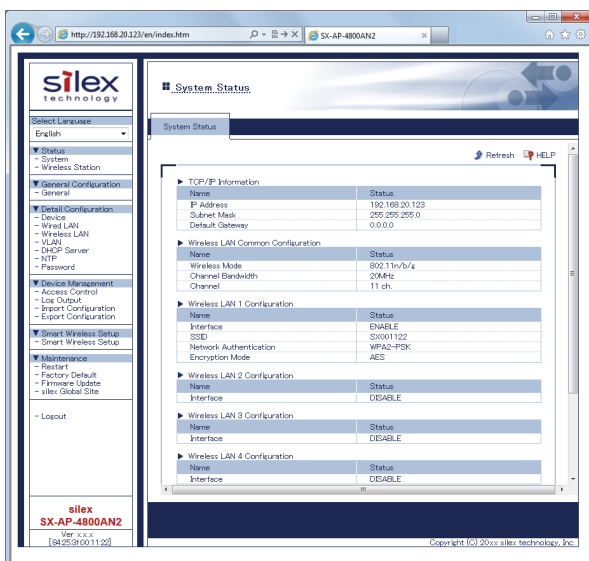 http://192.168.20.123/en/index.htm
SX-AP-4800AN2
silex
technology
Select Language
English
▼ Status
- System
- Wireless Station
▼ General Configuration
- General
▼ Detail Configuration
- Device
- Wired LAN
- Wireless LAN
- VLAN
- DHCP Server
- NTP
- Password
▼ Device Management
- Access Control
- Log Output
- Import Configuration
- Export Configuration
▼ Smart Wireless Setup
- Smart Wireless Setup
▼ Maintenance
- Restart
- Factory Default
- Firmware Update
- silex Global Site
- Logout
silex
SX-AP-4800AN2
Ver x.x.x
[84:25:3f:00:11:22]
System Status
System Status
Refresh HELP
▶ TCP/IP Information
Name Status
IP Address 192.168.20.123
Subnet Mask 255.255.255.0
Default Gateway 0.0.0.0
▶ Wireless LAN Common Configuration
Name Status
Wireless Mode 802.11n/b/g
Channel Bandwidth 20MHz
Channel 11 ch.
▶ Wireless LAN 1 Configuration
Name Status
Interface ENABLE
SSID SX001122
Network Authentication WPA2-PSK
Encryption Mode AES
▶ Wireless LAN 2 Configuration
Name Status
Interface DISABLE
▶ Wireless LAN 3 Configuration
Name Status
Interface DISABLE
▶ Wireless LAN 4 Configuration
Name Status
Interface DISABLE
Copyright (C) 20xx silex technology, Inc.